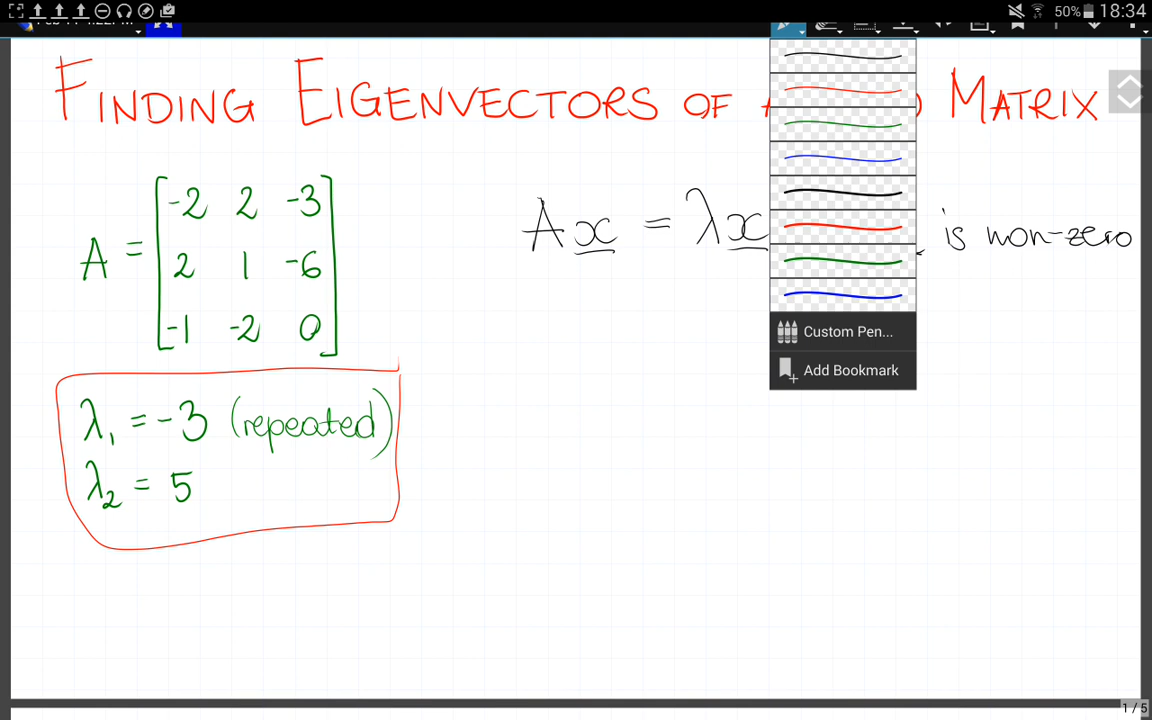 50% 18:34
FINDING EIGENVECTORS OF MATRIX
A = [-2 2 -3
2 1 -6
-1 -2 0]
Ax = λx is non-zero
λ1 = -3 (repeated)
λ2 = 5
Custom Pen...
Add Bookmark
1 / 5